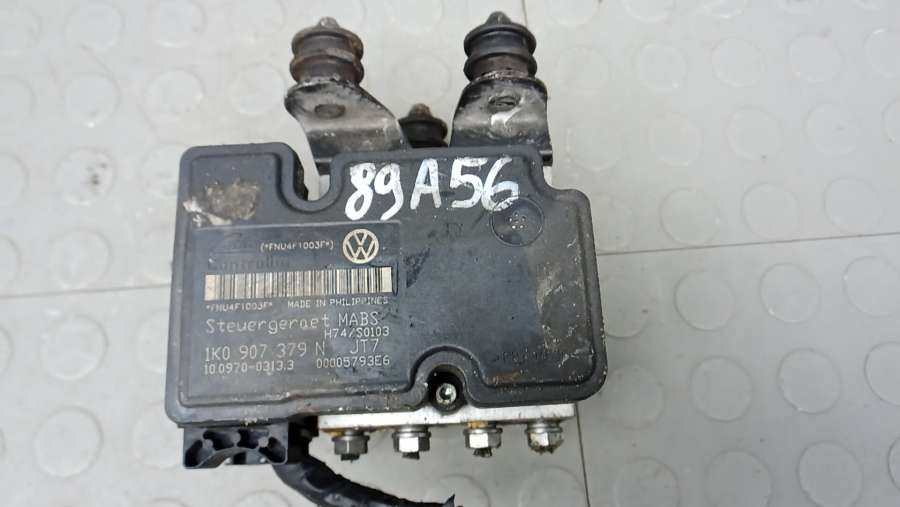 89A56
(*FNU4F1003F*)
*FNU4F1003F* MADE IN PHILIPPINES
Steuergeraet MABS
H74/S0103
1K0 907 379 N JT7
10.0970-0313.3 00005793E6